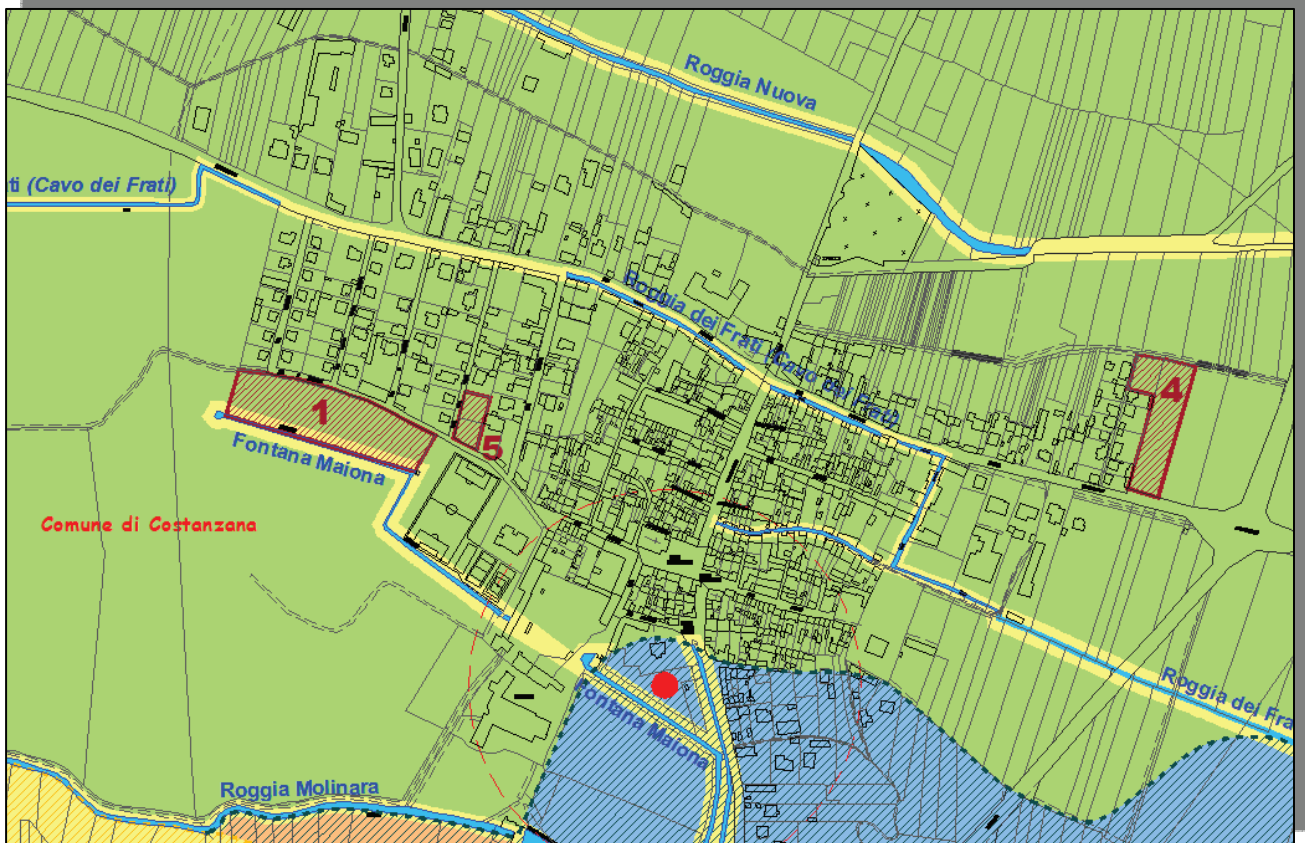 Roggia Nuova
ti (Cavo dei Frati)
Roggia dei Frati (Cavo dei Frati)
1
5
4
Fontana Maiona
Comune di Costanzana
Roggia dei Fra
Fontana Maiona
Roggia Molinara